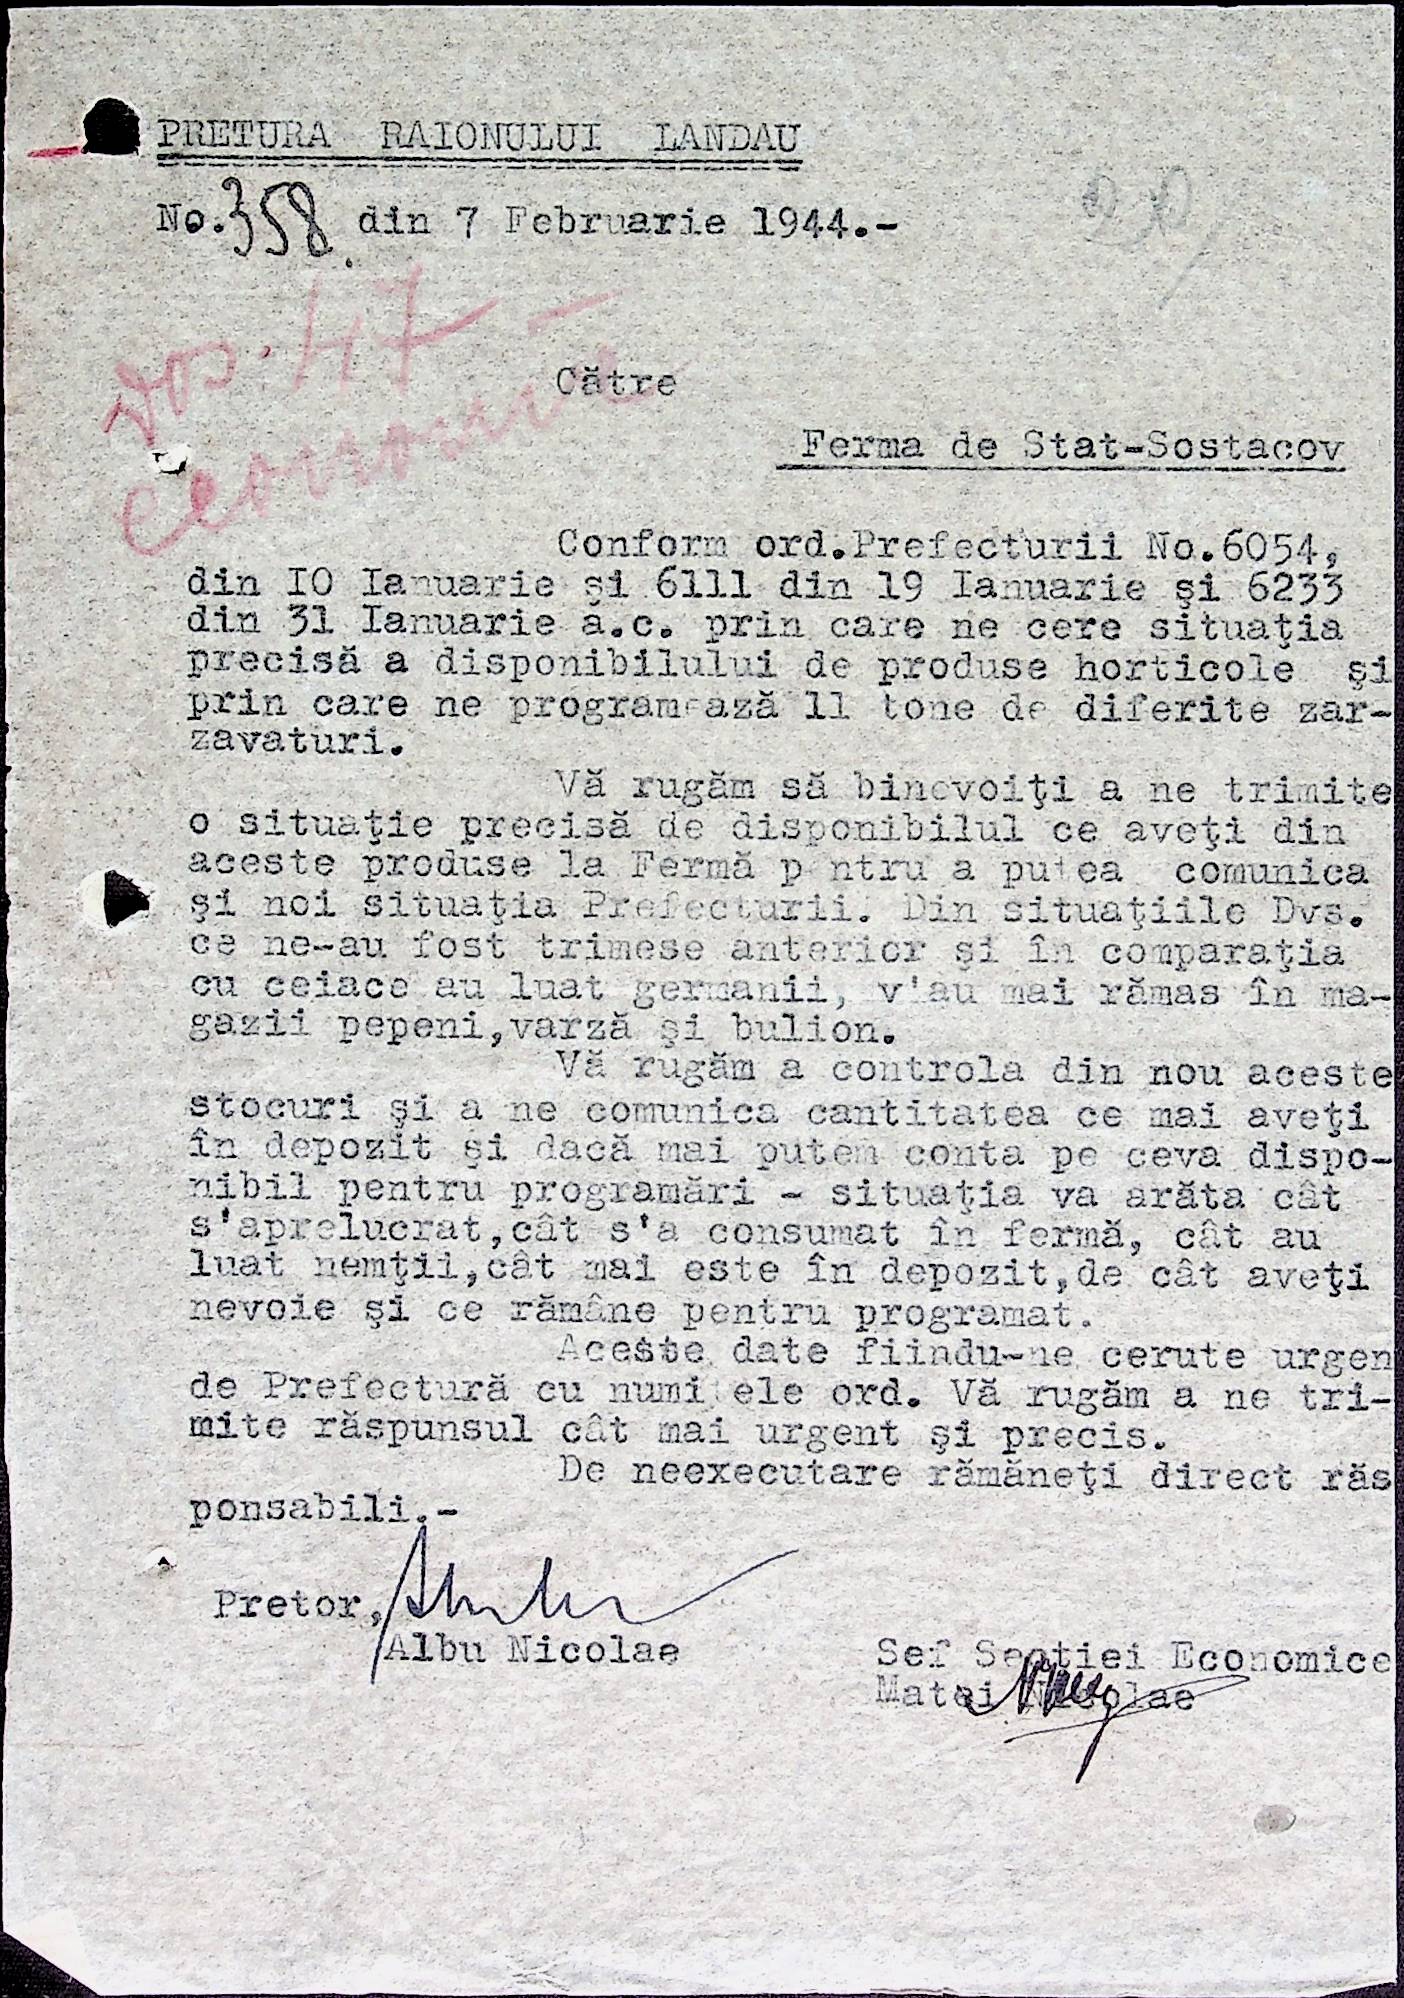 PRETURA RAIONULUI LANDAU
No.358 din 7 Februarie 1944.-
Dos. 47
Către
Ferma de Stat-Sostacov
Conform ord.Prefecturii No.6054,
din IO Ianuarie şi 6111 din 19 Ianuarie şi 6233
din 31 Ianuarie a.c. prin care ne cere situaţia
precisă a disponibilului de produse horticole şi
prin care ne programează 11 tone de diferite zar-
zavaturi.
Vă rugăm să binevoiţi a ne trimite
o situaţie precisă de disponibilul ce aveţi din
aceste produse la Fermă pentru a putea comunica
şi noi situaţia Prefecturii. Din situaţiile Dvs.
ce ne-au fost trimese anterior şi în comparaţia
cu ceiace au luat germanii, v'au mai rămas în ma-
gazii pepeni,varză şi bulion.
Vă rugăm a controla din nou aceste
stocuri şi a ne comunica cantitatea ce mai aveţi
în depozit şi dacă mai putem conta pe ceva dispo-
nibil pentru programări - situaţia va arăta cât
s'aprelucrat,cât s'a consumat în fermă, cât au
luat nemţii,cât mai este în depozit,de cât aveţi
nevoie şi ce rămâne pentru programat.
Aceste date fiindu-ne cerute urgen
de Prefectură cu numitele ord. Vă rugăm a ne tri-
mite răspunsul cât mai urgent şi precis.
De neexecutare rămăneţi direct răs
ponsabili.-
Pretor,
Albu Nicolae
Sef Secţiei Economice
Matei Nicolae